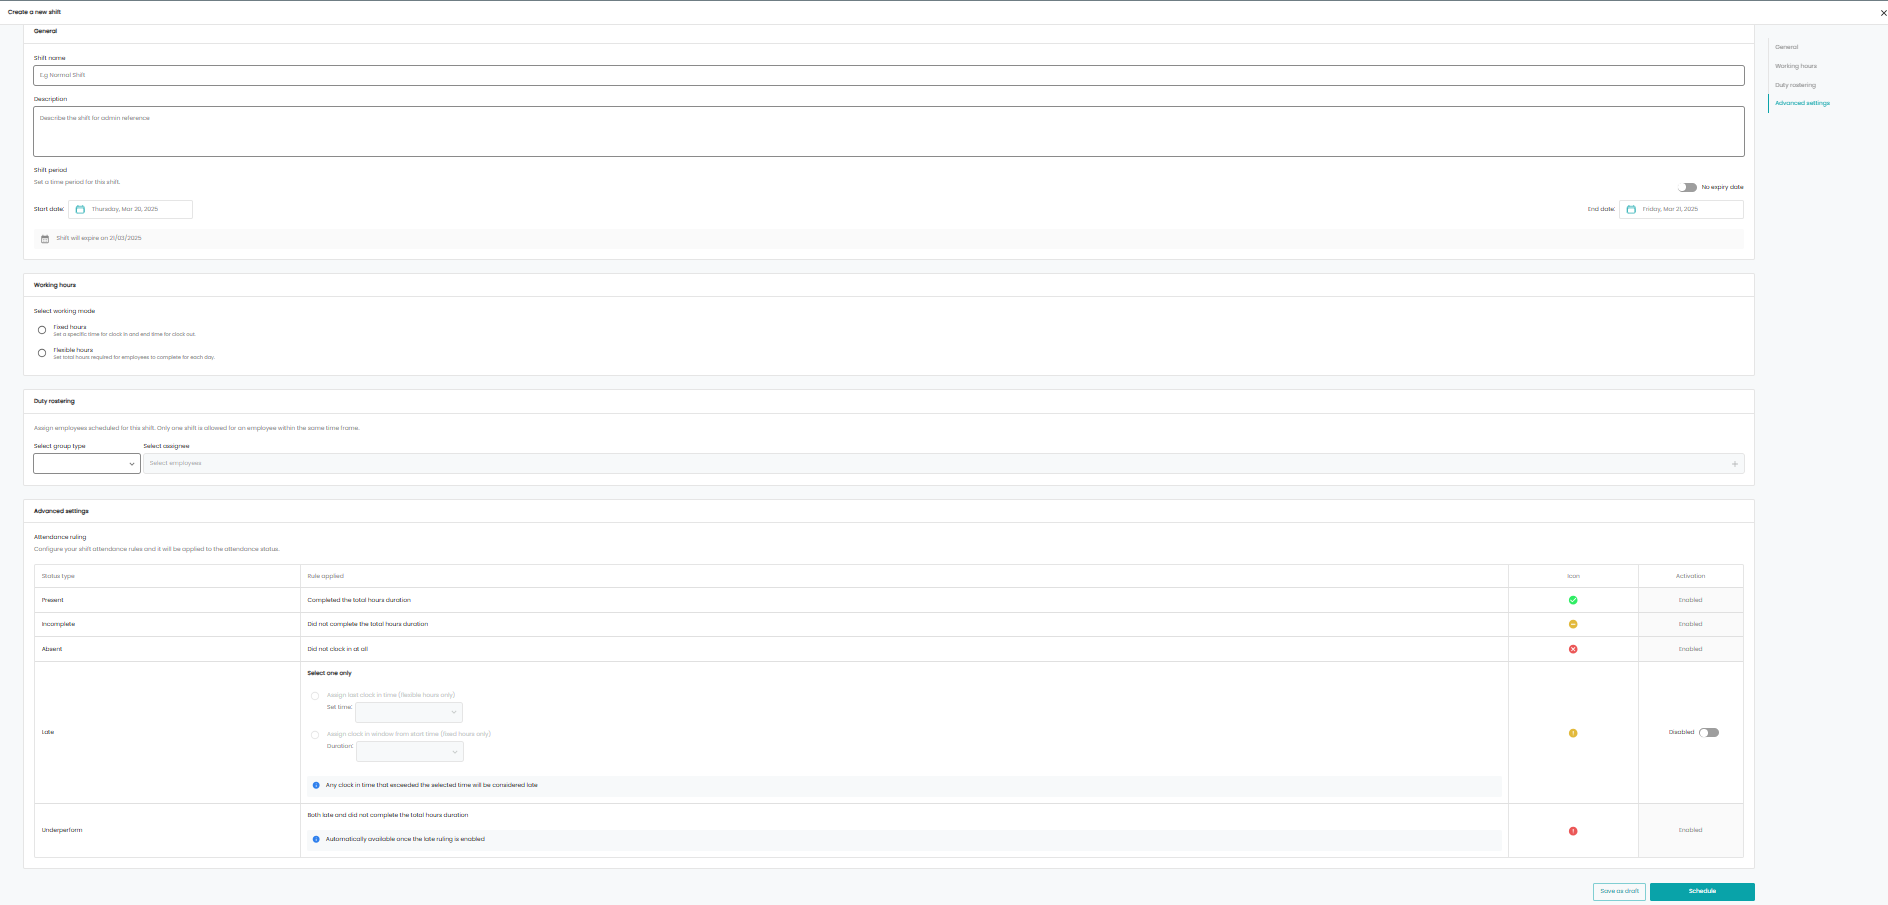 Create a new shift
General
General
Working hours
Duty rostering
Advanced settings
Shift name
E.g Normal Shift
Description
Describe the shift for admin reference
Shift period
Set a time period for this shift.
No expiry date
Start date: Thursday, Mar 20, 2025
End date: Friday, Mar 21, 2025
Shift will expire on 21/03/2025
Working hours
Select working mode
Fixed hours
Set a specific time for clock in and end time for clock out.
Flexible hours
Set total hours required for employees to complete for each day.
Duty rostering
Assign employees scheduled for this shift. Only one shift is allowed for an employee within the same time frame.
Select group type Select assignee
Select employees
Advanced settings
Attendance ruling
Configure your shift attendance rules and it will be applied to the attendance status.
Status type Rule applied Icon Activation
Present Completed the total hours duration Enabled
Incomplete Did not complete the total hours duration Enabled
Absent Did not clock in at all Enabled
Select one only
Assign last clock in time (flexible hours only)
Set time:
Late
Disabled
Assign clock in window from start time (fixed hours only)
Duration:
Any clock in time that exceeded the selected time will be considered late
Both late and did not complete the total hours duration
Underperform
Enabled
Automatically available once the late ruling is enabled
Save as draft Schedule